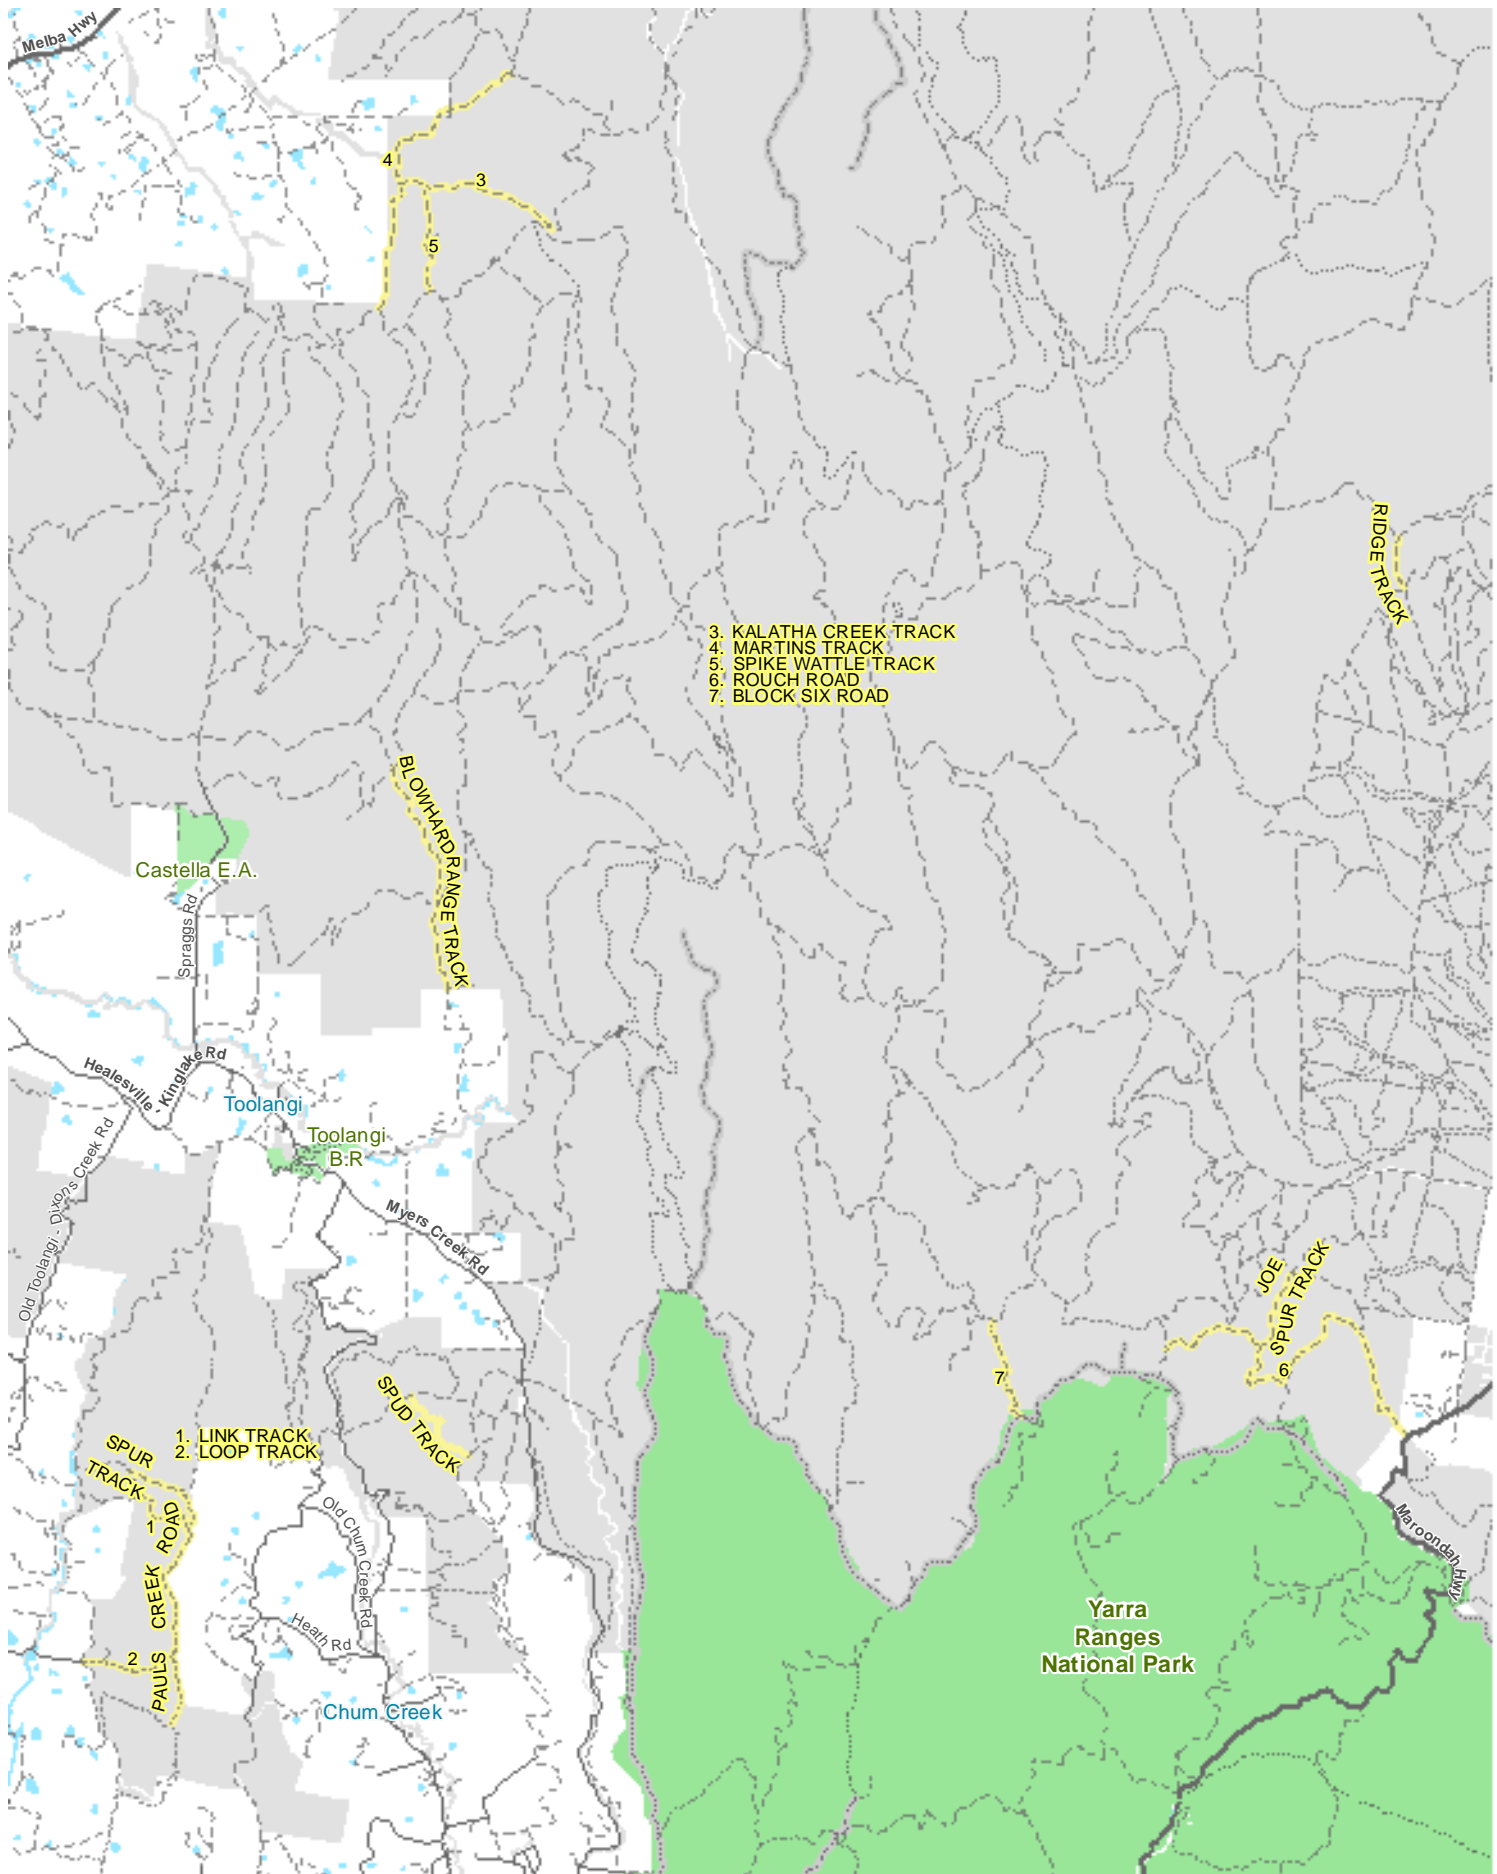 Melba Hwy
4
3
5
RIDGE TRACK
3. KALATHA CREEK TRACK
4. MARTINS TRACK
5. SPIKE WATTLE TRACK
6. ROUCH ROAD
7. BLOCK SIX ROAD
BLOWHARD RANGE TRACK
Castella E.A.
Spraggs Rd
Healesville - Kinglake Rd
Toolangi
Toolangi
B.R
Old Toolangi - Dixons Creek Rd
Myers Creek Rd
JOE
SPUR TRACK
6
7
SPUD TRACK
1. LINK TRACK
2. LOOP TRACK
SPUR
TRACK
1
PAULS CREEK ROAD
2
Old Chum Creek Rd
Heath Rd
Chum Creek
Maroondah Hwy
Yarra
Ranges
National Park